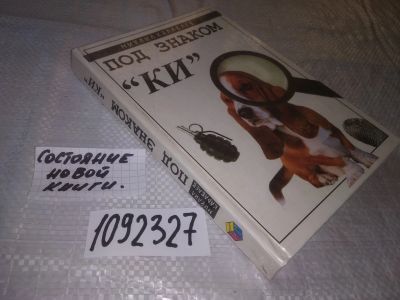 ПОД ЗНАКОМ
"КИ"
ПОД ЗНАКОМ "КИ"
СОСТОЯНИЕ
НОВОЙ
КНИГИ.
1092327